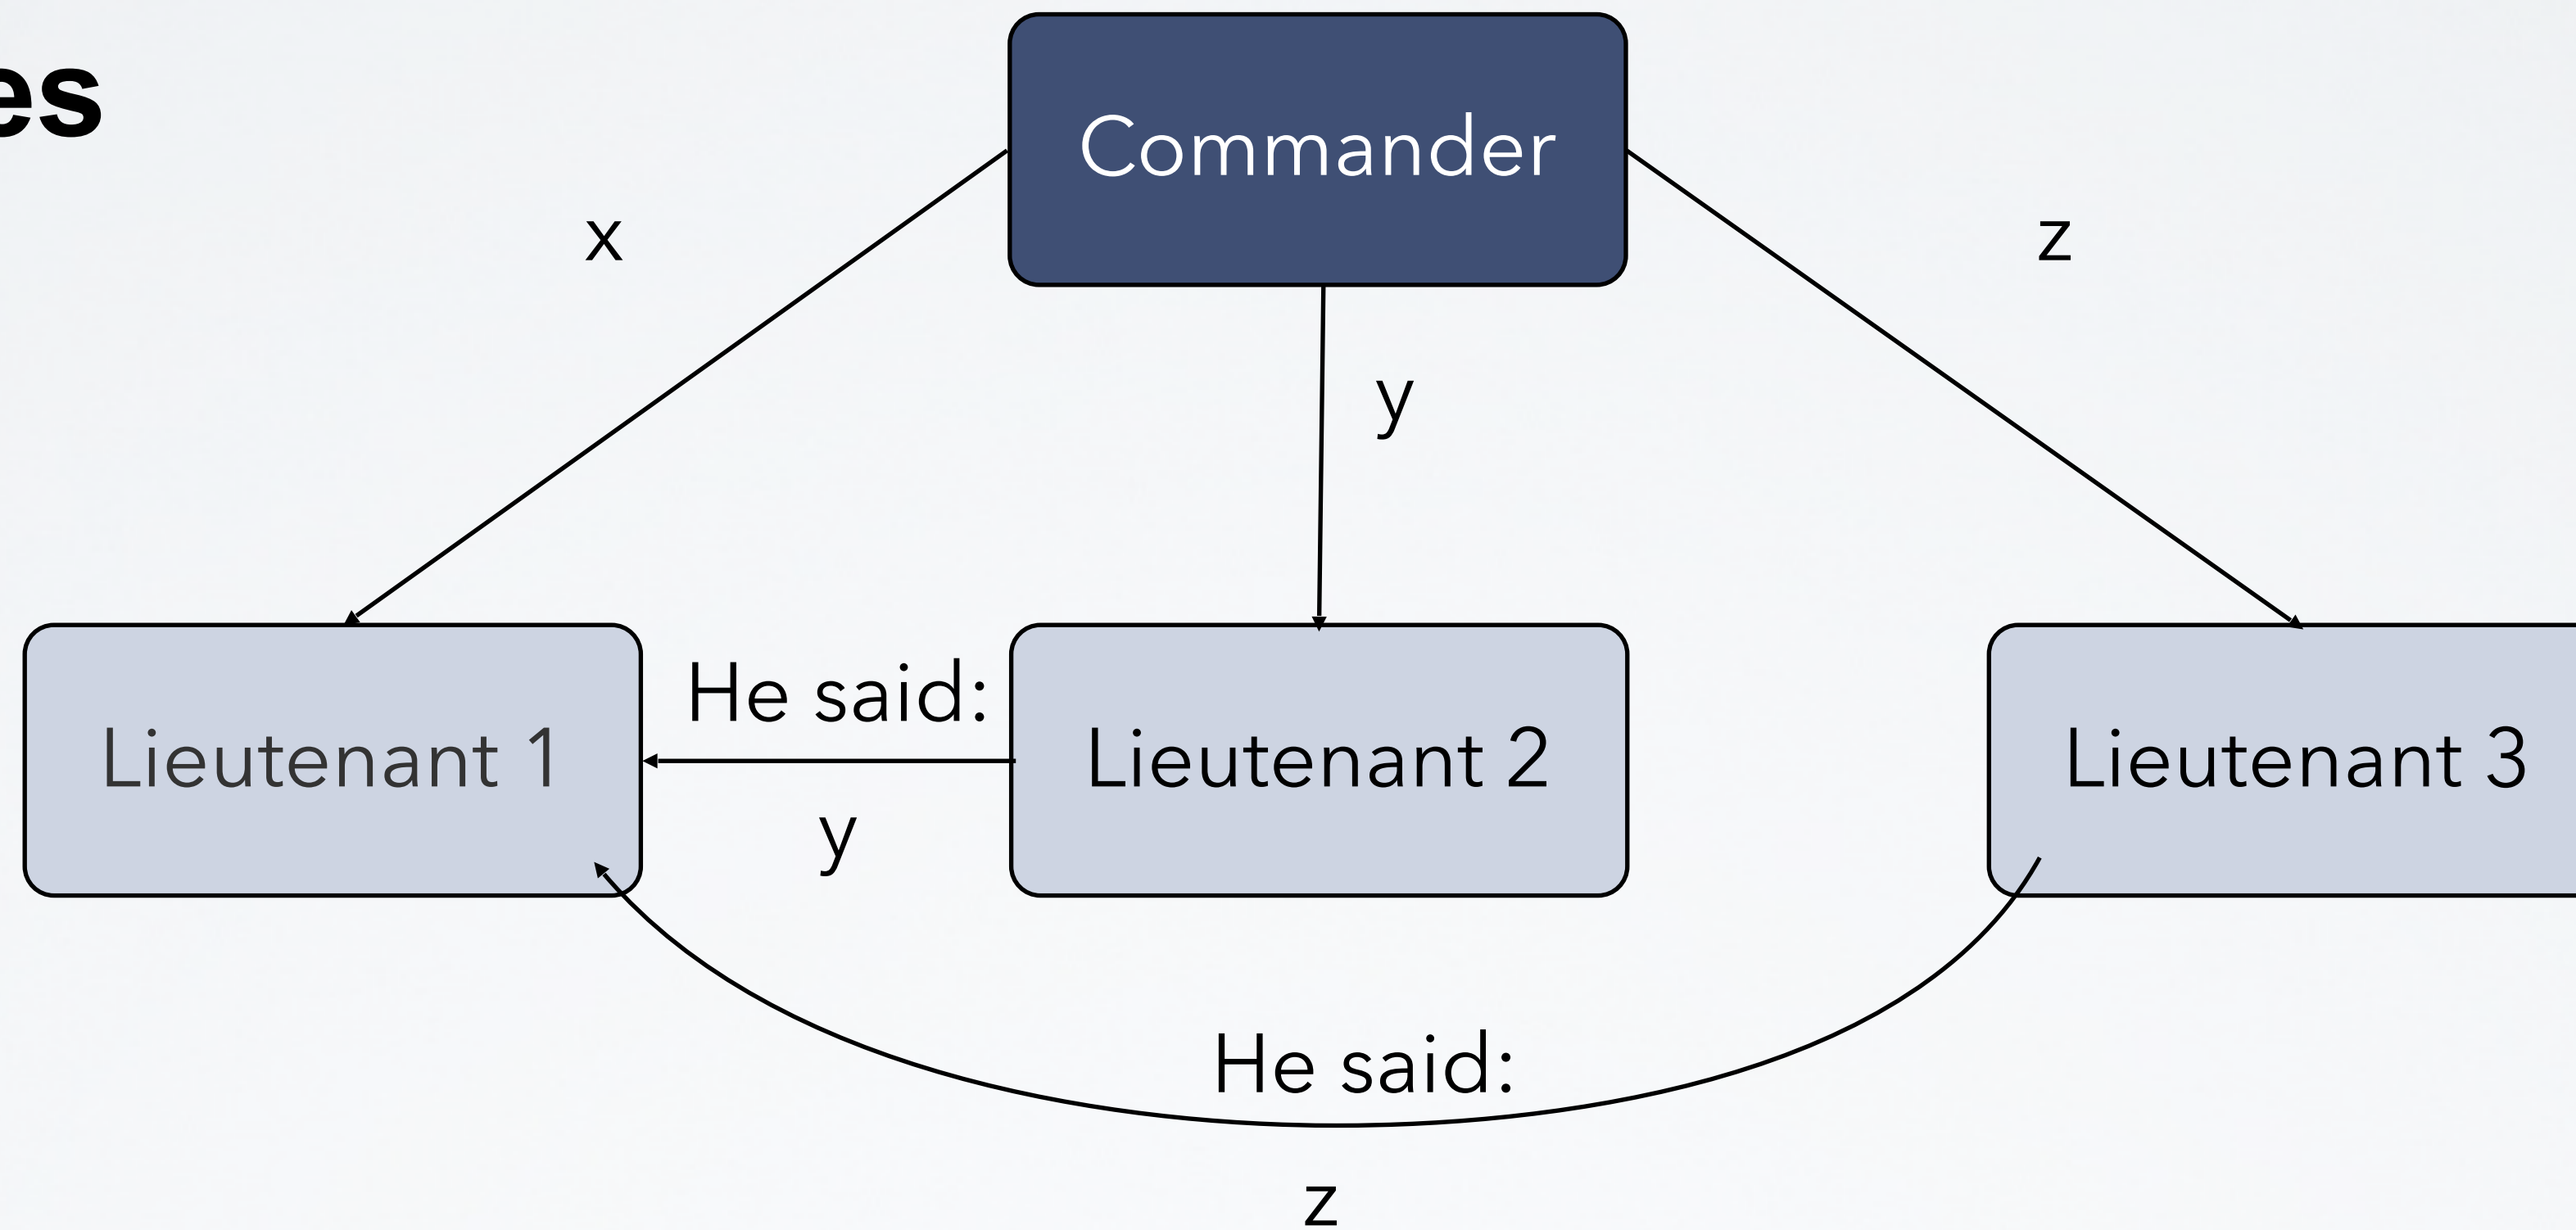 es
Commander
x
z
y
He said:
Lieutenant 1
Lieutenant 2
Lieutenant 3
y
He said:
z